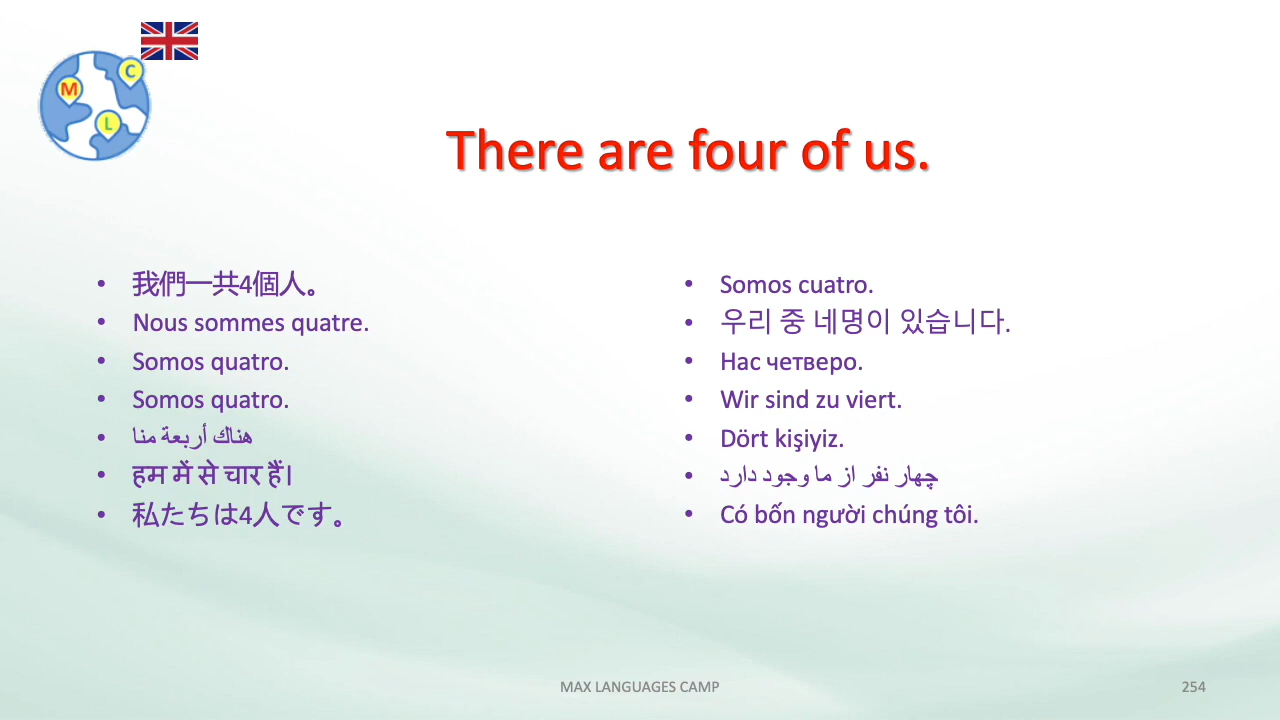 M
C
L
There are four of us.
• 我們一共4個人。
• Nous sommes quatre.
• Somos quatro.
• Somos quatro.
• هناك أربعة منا
• हम में से चार हैं।
• 私たちは4人です。
• Somos cuatro.
• 우리 중 네명이 있습니다.
• Нас четверо.
• Wir sind zu viert.
• Dört kişiyiz.
• چهار نفر از ما وجود دارد
• Có bốn người chúng tôi.
MAX LANGUAGES CAMP
254